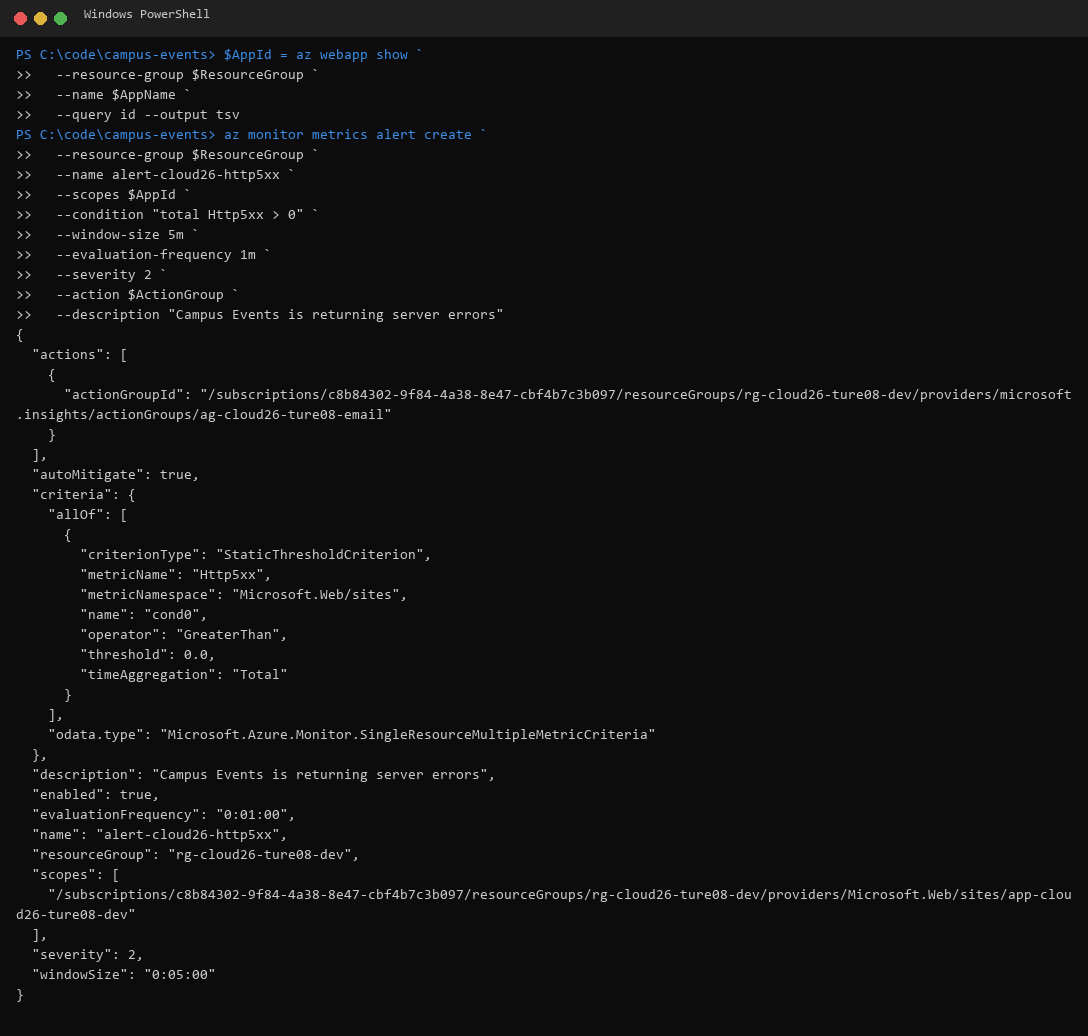 Windows PowerShell
PS C:\code\campus-events> $AppId = az webapp show `
>>   --resource-group $ResourceGroup `
>>   --name $AppName `
>>   --query id --output tsv
PS C:\code\campus-events> az monitor metrics alert create `
>>   --resource-group $ResourceGroup `
>>   --name alert-cloud26-http5xx `
>>   --scopes $AppId `
>>   --condition "total Http5xx > 0" `
>>   --window-size 5m `
>>   --evaluation-frequency 1m `
>>   --severity 2 `
>>   --action $ActionGroup `
>>   --description "Campus Events is returning server errors"
{
  "actions": [
    {
      "actionGroupId": "/subscriptions/c8b84302-9f84-4a38-8e47-cbf4b7c3b097/resourceGroups/rg-cloud26-ture08-dev/providers/microsoft
.insights/actionGroups/ag-cloud26-ture08-email"
    }
  ],
  "autoMitigate": true,
  "criteria": {
    "allOf": [
      {
        "criterionType": "StaticThresholdCriterion",
        "metricName": "Http5xx",
        "metricNamespace": "Microsoft.Web/sites",
        "name": "cond0",
        "operator": "GreaterThan",
        "threshold": 0.0,
        "timeAggregation": "Total"
      }
    ],
    "odata.type": "Microsoft.Azure.Monitor.SingleResourceMultipleMetricCriteria"
  },
  "description": "Campus Events is returning server errors",
  "enabled": true,
  "evaluationFrequency": "0:01:00",
  "name": "alert-cloud26-http5xx",
  "resourceGroup": "rg-cloud26-ture08-dev",
  "scopes": [
    "/subscriptions/c8b84302-9f84-4a38-8e47-cbf4b7c3b097/resourceGroups/rg-cloud26-ture08-dev/providers/Microsoft.Web/sites/app-clou
d26-ture08-dev"
  ],
  "severity": 2,
  "windowSize": "0:05:00"
}